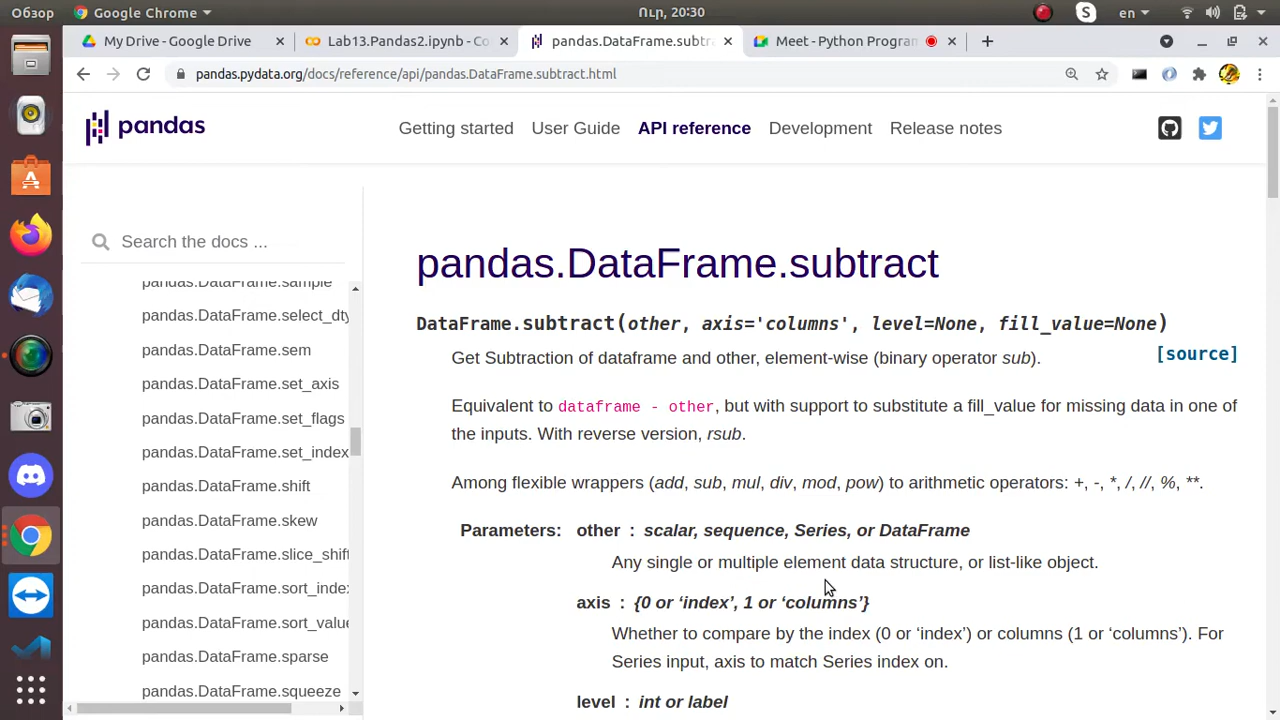 Обзор
Google Chrome
Ուր, 20:30
en
My Drive - Google Drive
Lab13.Pandas2.ipynb - Co
pandas.DataFrame.subtr
Meet - Python Program
pandas.pydata.org/docs/reference/api/pandas.DataFrame.subtract.html
pandas
Getting started
User Guide
API reference
Development
Release notes
Search the docs ...
pandas.DataFrame.sample
pandas.DataFrame.select_dty
pandas.DataFrame.sem
pandas.DataFrame.set_axis
pandas.DataFrame.set_flags
pandas.DataFrame.set_index
pandas.DataFrame.shift
pandas.DataFrame.skew
pandas.DataFrame.slice_shift
pandas.DataFrame.sort_index
pandas.DataFrame.sort_value
pandas.DataFrame.sparse
pandas.DataFrame.squeeze
pandas.DataFrame.subtract
DataFrame.subtract(other, axis='columns', level=None, fill_value=None)
[source]
Get Subtraction of dataframe and other, element-wise (binary operator sub).
Equivalent to dataframe - other, but with support to substitute a fill_value for missing data in one of
the inputs. With reverse version, rsub.
Among flexible wrappers (add, sub, mul, div, mod, pow) to arithmetic operators: +, -, *, /, //, %, **.
Parameters: other : scalar, sequence, Series, or DataFrame
Any single or multiple element data structure, or list-like object.
axis : {0 or ‘index’, 1 or ‘columns’}
Whether to compare by the index (0 or ‘index’) or columns (1 or ‘columns’). For
Series input, axis to match Series index on.
level : int or label